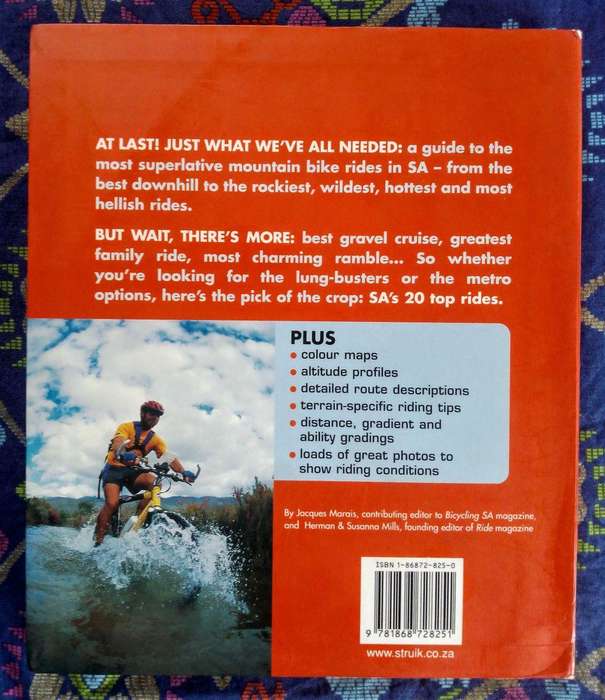 AT LAST! JUST WHAT WE'VE ALL NEEDED: a guide to the
most superlative mountain bike rides in SA – from the
best downhill to the rockiest, wildest, hottest and most
hellish rides.
BUT WAIT, THERE'S MORE: best gravel cruise, greatest
family ride, most charming ramble... So whether
you're looking for the lung-busters or the metro
options, here's the pick of the crop: SA's 20 top rides.
PLUS
• colour maps
• altitude profiles
• detailed route descriptions
• terrain-specific riding tips
• distance, gradient and
ability gradings
• loads of great photos to
show riding conditions
By Jacques Marais, contributing editor to Bicycling SA magazine,
and Herman & Susanna Mills, founding editor of Ride magazine
ISBN 1-86872-825-0
9 781868 728251
www.struik.co.za